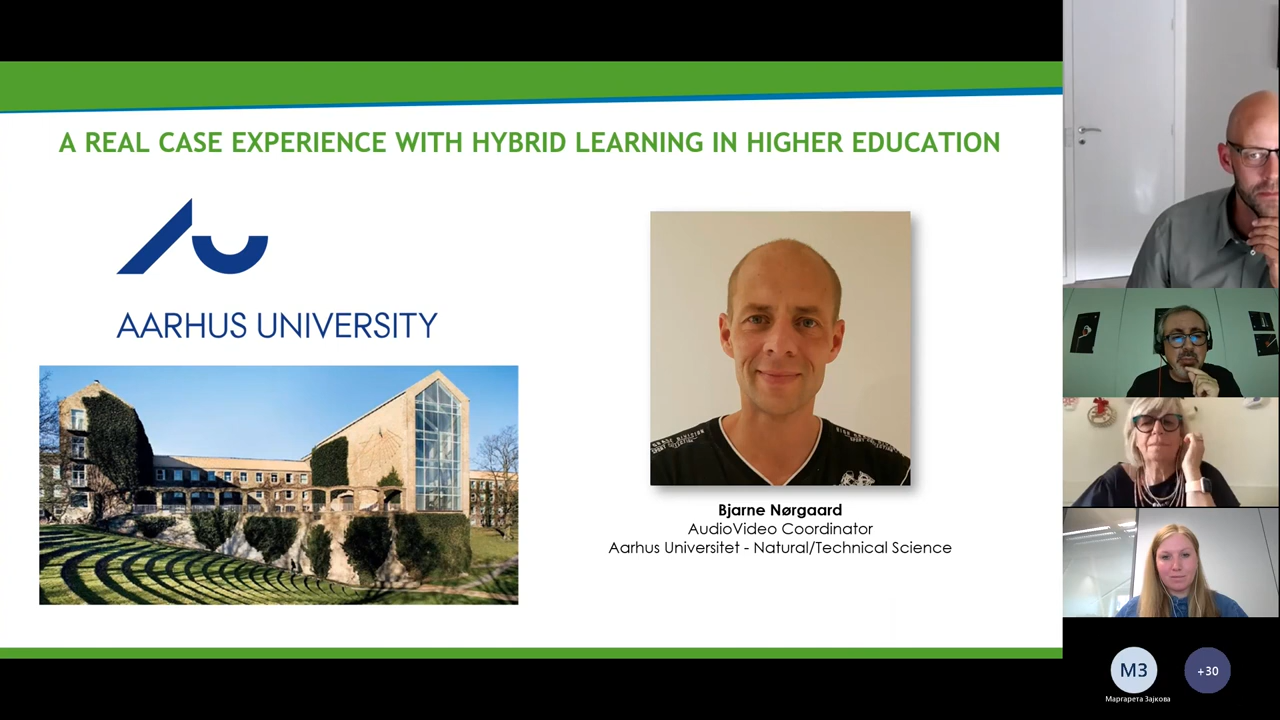 A REAL CASE EXPERIENCE WITH HYBRID LEARNING IN HIGHER EDUCATION
AARHUS UNIVERSITY
Bjarne Nørgaard
AudioVideo Coordinator
Aarhus Universitet - Natural/Technical Science
МЗ
+30
Маргарета Зајкова